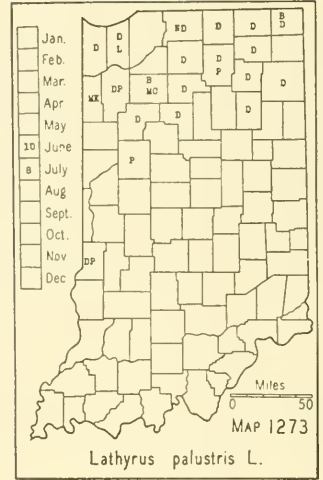 Jan.
Feb.
Mar.
Apr
May
10 June
8 July
Aug
Sept.
Oct.
Nov
Dec
B
D D ND D D D
L D D
D P
MK DP B MC D D D
D D
P
DP
Miles
0 50
MAP 1273
Lathyrus palustris L.